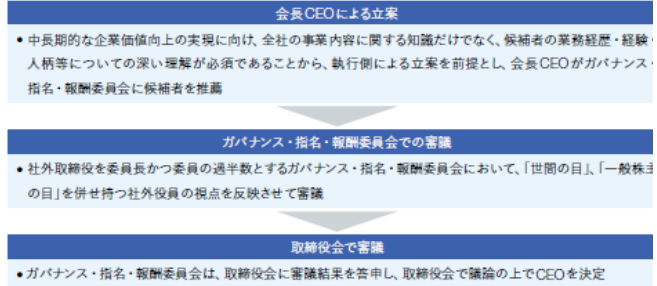 会長CEOによる立案
• 中長期的な企業価値向上の実現に向け、全社の事業内容に関する知識だけでなく、候補者の業務経歴・経験・
人柄等についての深い理解が必須であることから、執行側による立案を前提とし、会長CEOがガバナンス・
指名・報酬委員会に候補者を推薦
ガバナンス・指名・報酬委員会での審議
• 社外取締役を委員長かつ委員の過半数とするガバナンス・指名・報酬委員会において、「世間の目」、「一般株主
の目」を併せ持つ社外役員の視点を反映させて審議
取締役会で審議
• ガバナンス・指名・報酬委員会は、取締役会に審議結果を答申し、取締役会で議論の上でCEOを決定